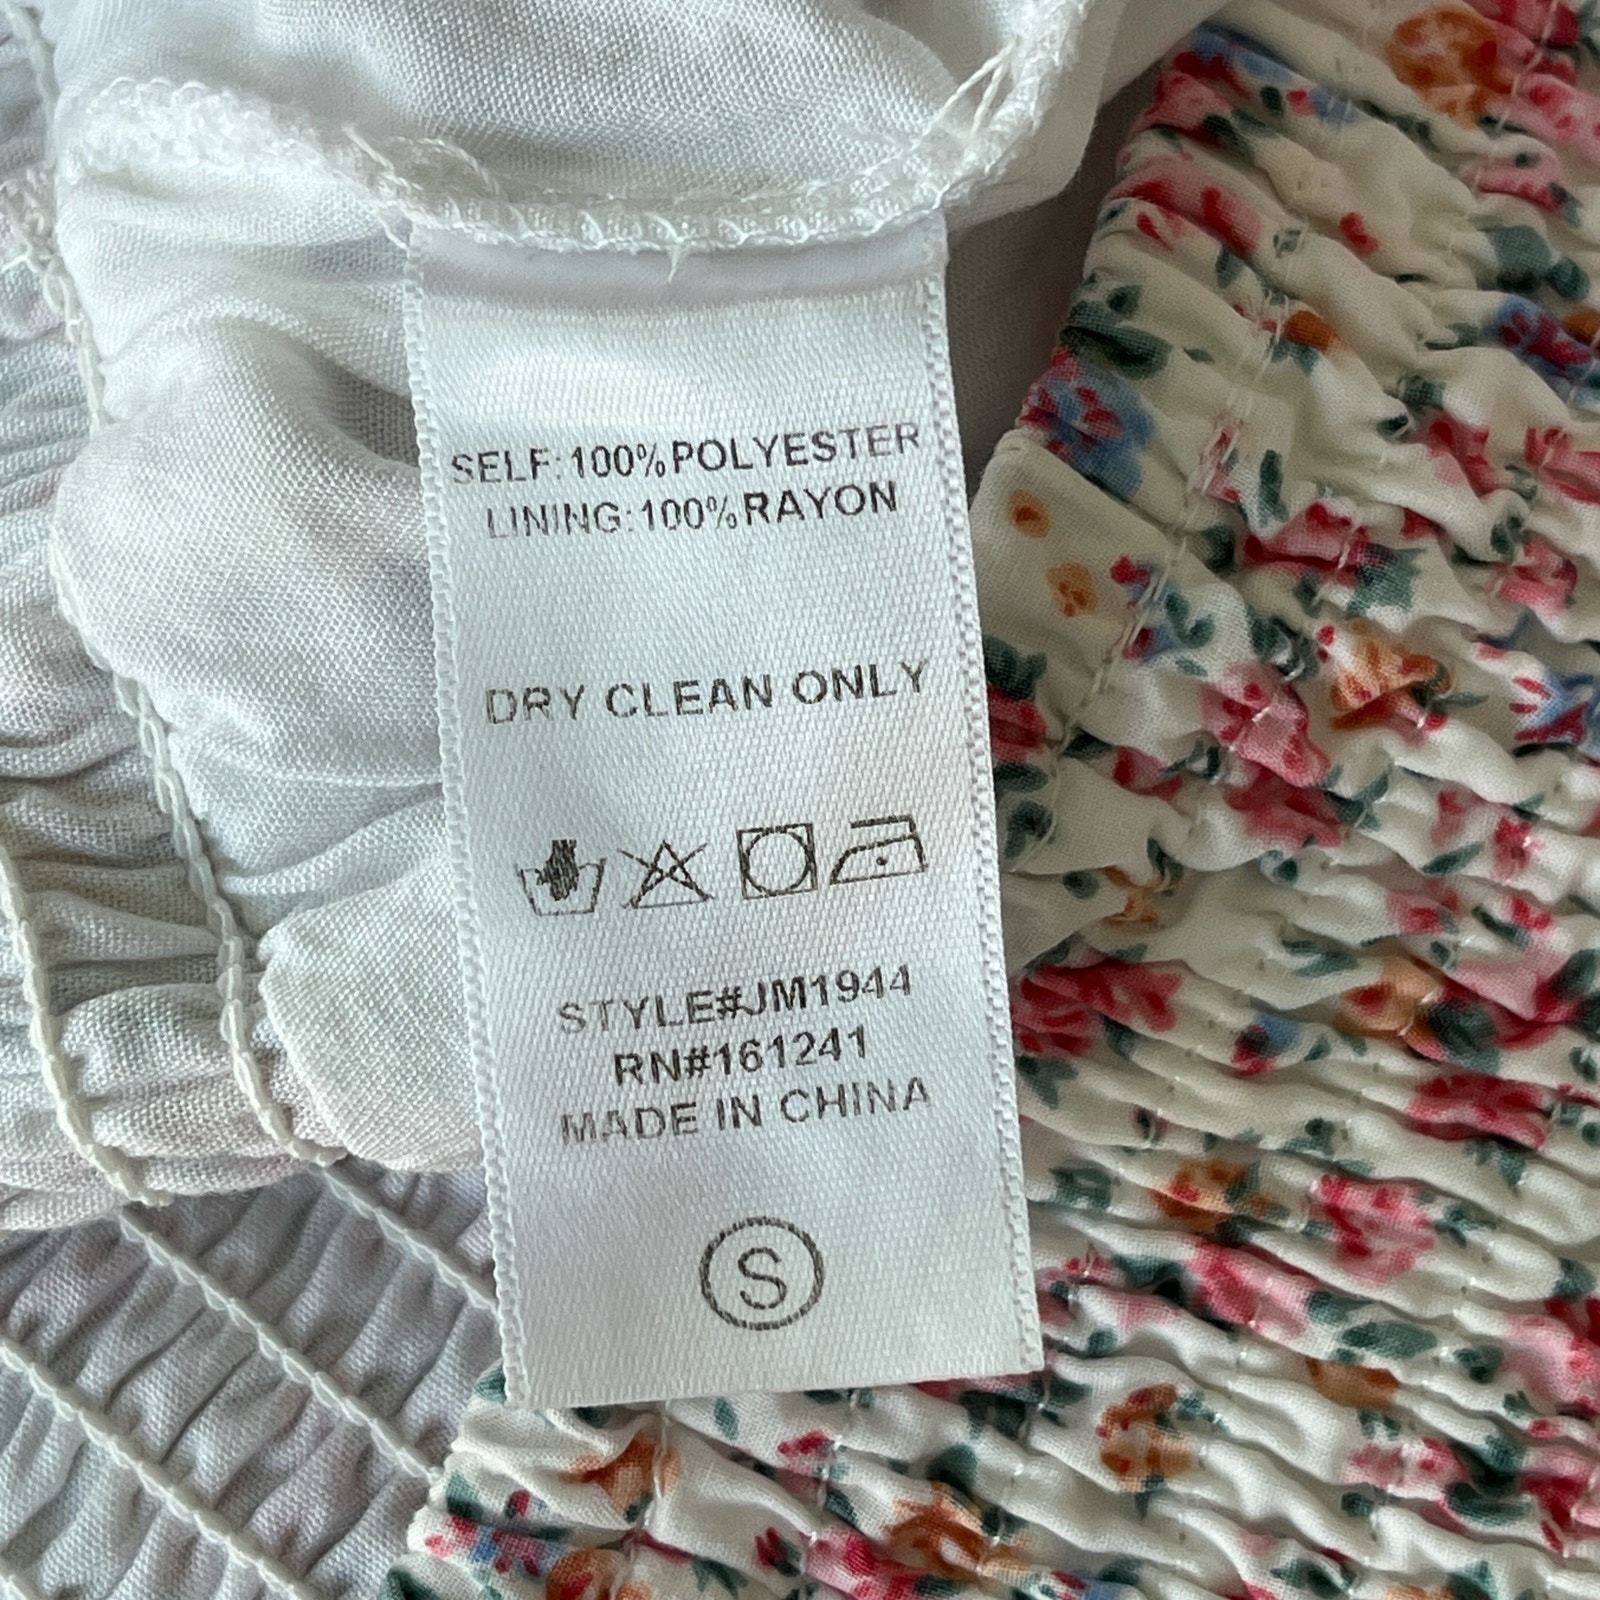 SELF:100%POLYESTER
LINING:100%RAYON
DRY CLEAN ONLY
STYLE#JM1944
RN#161241
MADE IN CHINA
S